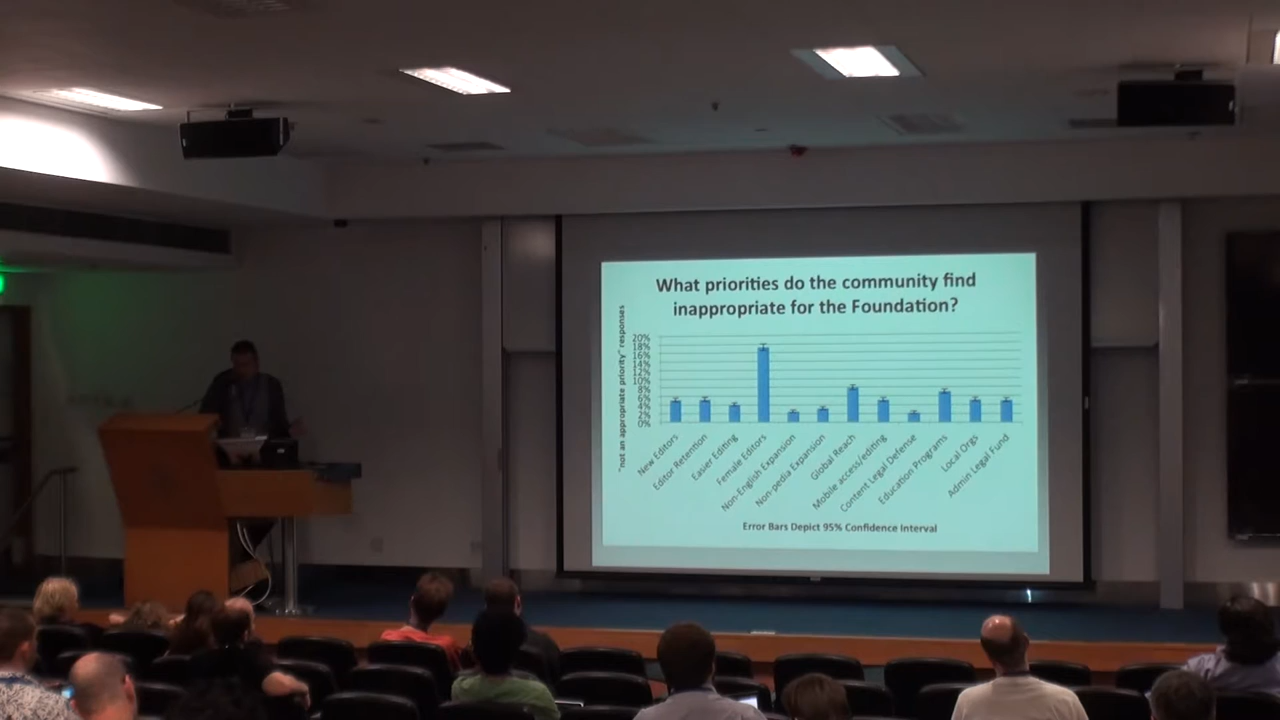 What priorities do the community find
inappropriate for the Foundation?
"not an appropriate priority" responses
20%
18%
16%
14%
12%
10%
8%
6%
4%
2%
0%
New Editors
Editor Retention
Easier Editing
Female Editors
Non-English Expansion
Non-pedia Expansion
Global Reach
Mobile access/editing
Content Legal Defense
Education Programs
Local Orgs
Admin Legal Fund
Error Bars Depict 95% Confidence Interval